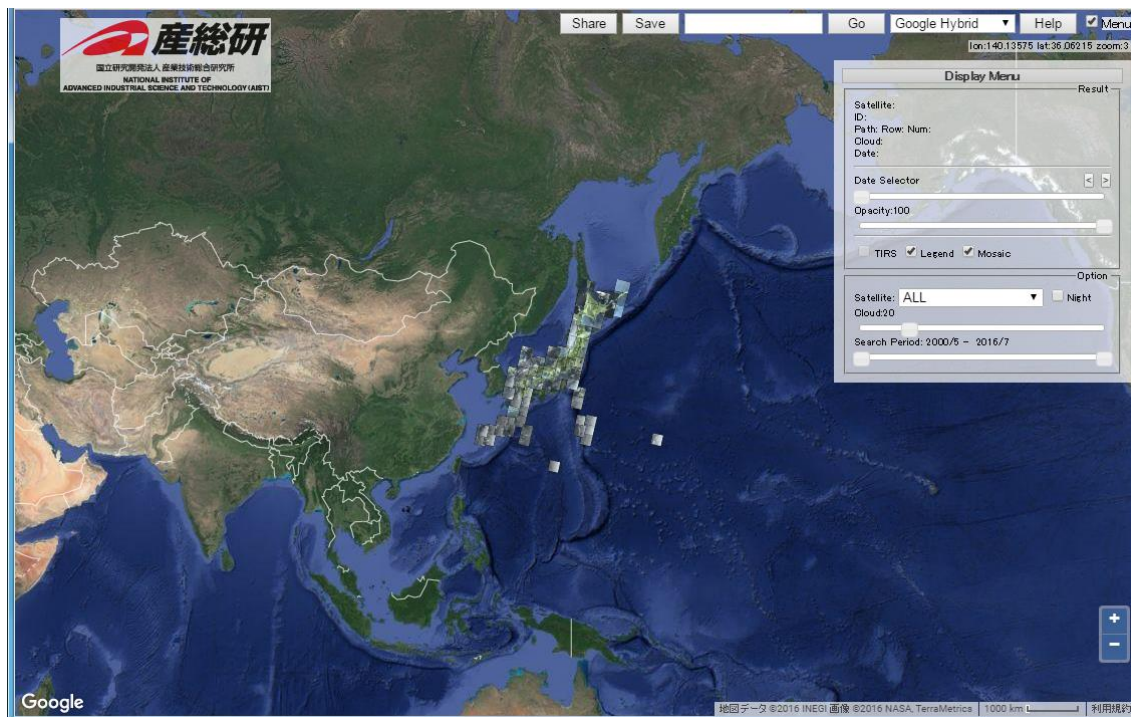 産総研
国立研究開発法人 産業技術総合研究所
NATIONAL INSTITUTE OF
ADVANCED INDUSTRIAL SCIENCE AND TECHNOLOGY (AIST)
Share Save Go Google Hybrid Help Menu
lon:140.13575 lat:36.06215 zoom:3
Display Menu
Result
Satellite:
ID:
Path: Row: Num:
Cloud:
Date:
Date Selector < >
Opacity:100
TIRS Legend Mosaic
Option
Satellite: ALL Night
Cloud:20
Search Period: 2000/5 - 2016/7
+
-
Google
地図データ ©2016 INEGI 画像 ©2016 NASA, TerraMetrics 1000 km 利用規約